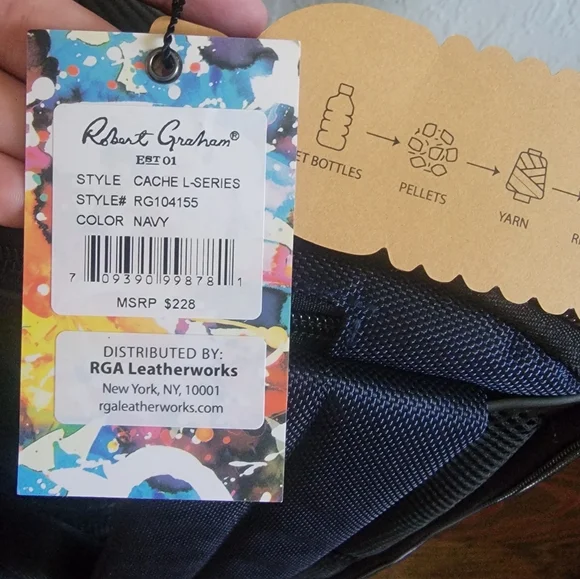 Robert Graham®
EST 01
STYLE CACHE L-SERIES
STYLE# RG104155
COLOR NAVY
7 09390 99878 1
MSRP $228
DISTRIBUTED BY:
RGA Leatherworks
New York, NY, 10001
rgaleatherworks.com
ET BOTTLES
PELLETS
YARN